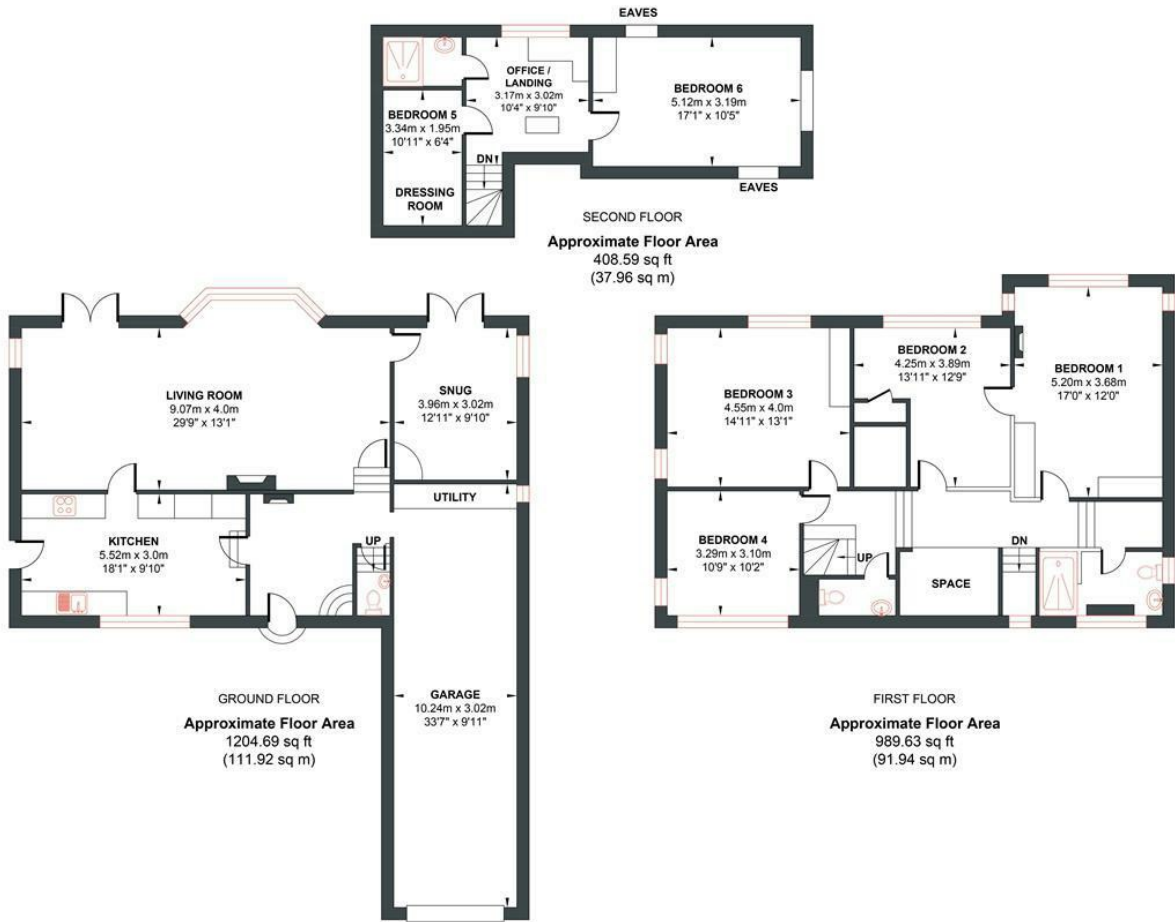 EAVES
OFFICE /
LANDING
3.17m x 3.02m
10'4" x 9'10"
BEDROOM 6
5.12m x 3.19m
17'1" x 10'5"
BEDROOM 5
3.34m x 1.95m
10'11" x 6'4"
DN
DRESSING
ROOM
EAVES
SECOND FLOOR
Approximate Floor Area
408.59 sq ft
(37.96 sq m)
LIVING ROOM
9.07m x 4.0m
29'9" x 13'1"
SNUG
3.96m x 3.02m
12'11" x 9'10"
UTILITY
KITCHEN
5.52m x 3.0m
18'1" x 9'10"
UP
GARAGE
10.24m x 3.02m
33'7" x 9'11"
GROUND FLOOR
Approximate Floor Area
1204.69 sq ft
(111.92 sq m)
BEDROOM 3
4.55m x 4.0m
14'11" x 13'1"
BEDROOM 2
4.25m x 3.89m
13'11" x 12'9"
BEDROOM 1
5.20m x 3.68m
17'0" x 12'0"
BEDROOM 4
3.29m x 3.10m
10'9" x 10'2"
UP
SPACE
DN
FIRST FLOOR
Approximate Floor Area
989.63 sq ft
(91.94 sq m)